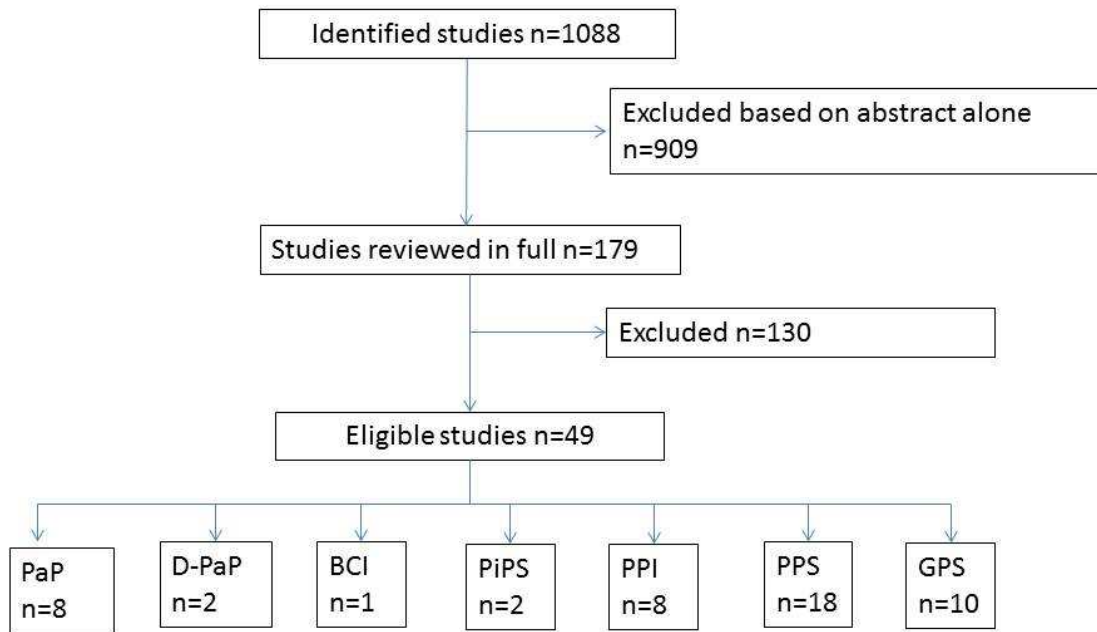 Identified studies n=1088
Excluded based on abstract alone
n=909
Studies reviewed in full n=179
Excluded n=130
Eligible studies n=49
PaP
n=8
D-PaP
n=2
BCI
n=1
PiPS
n=2
PPI
n=8
PPS
n=18
GPS
n=10